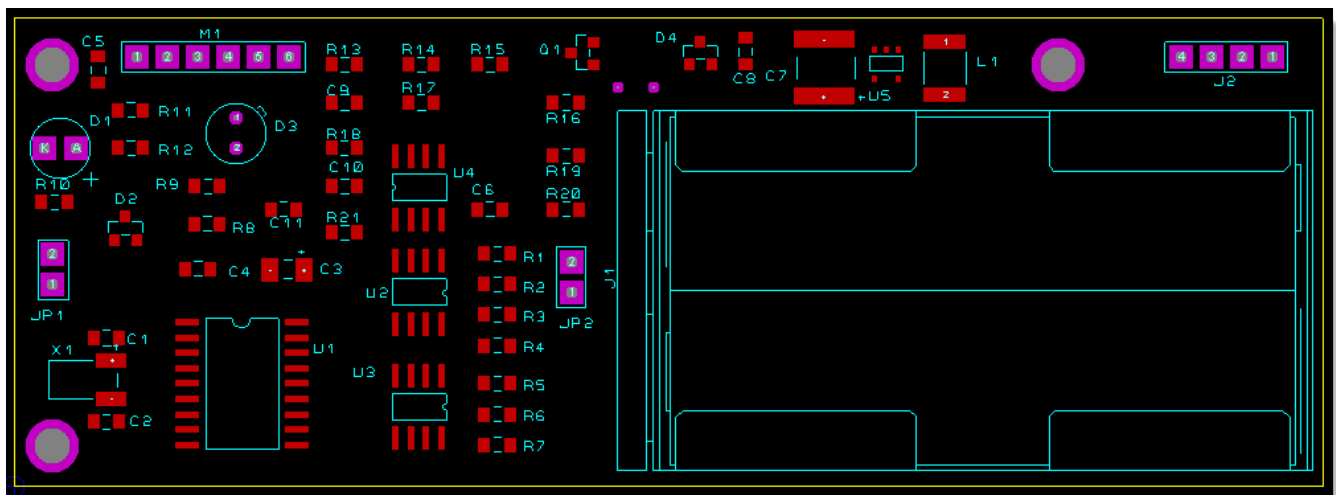 C5
M1
1 2 3 4 5 6
R13
R14
R15
Q1
D4
C8
C7
-
+
+U5
1
2
L1
4 3 2 1
J2
R11
D1
K A
+
R12
D3
C9
R17
R16
R18
R10
R9
C10
U4
C6
R19
R20
D2
R8
C11
R21
2
1
JP1
C4
- +
+
C3
U2
R1
R2
R3
R4
2
1
JP2
J1
C1
X1
+
-
1
U1
U3
R5
R6
R7
C2